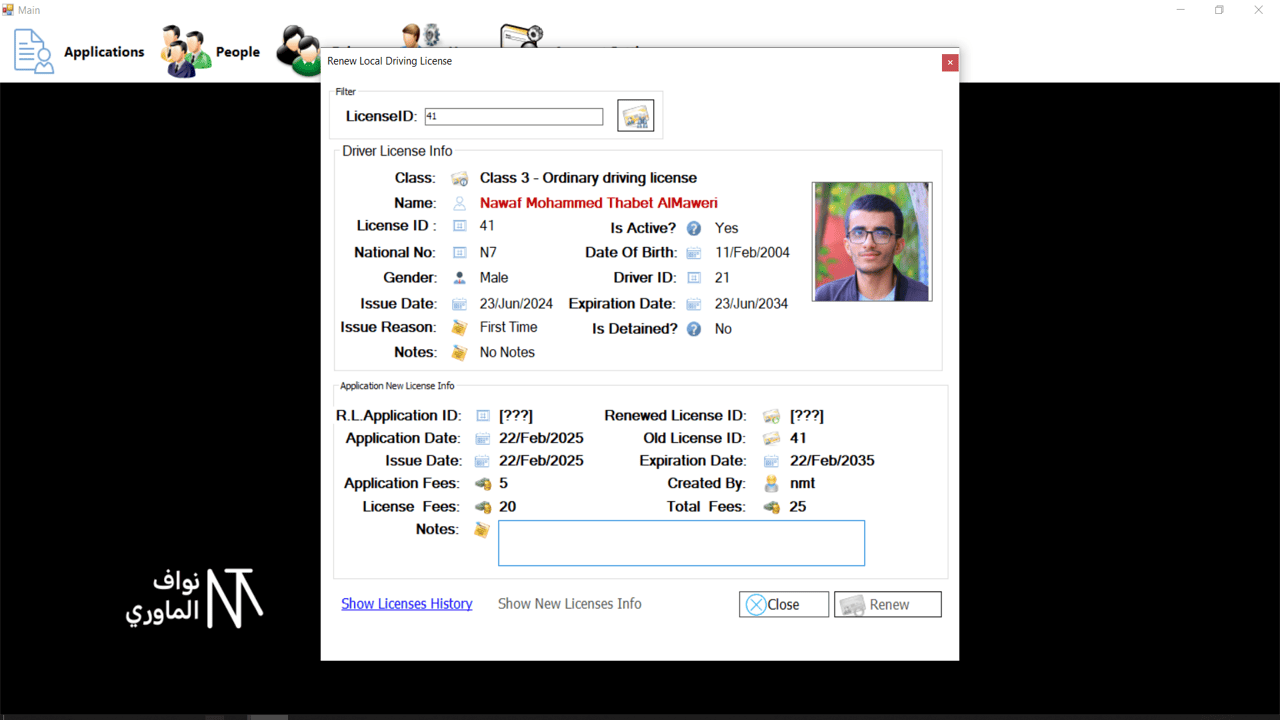 Main
Applications
People
Renew Local Driving License
Filter
LicenseID: 41
Driver License Info
Class: Class 3 - Ordinary driving license
Name: Nawaf Mohammed Thabet AlMaweri
License ID : 41 Is Active? Yes
National No: N7 Date Of Birth: 11/Feb/2004
Gender: Male Driver ID: 21
Issue Date: 23/Jun/2024 Expiration Date: 23/Jun/2034
Issue Reason: First Time Is Detained? No
Notes: No Notes
Application New License Info
R.L.Application ID: [???] Renewed License ID: [???]
Application Date: 22/Feb/2025 Old License ID: 41
Issue Date: 22/Feb/2025 Expiration Date: 22/Feb/2035
Application Fees: 5 Created By: nmt
License Fees: 20 Total Fees: 25
Notes:
Show Licenses History Show New Licenses Info Close Renew
نواف
الماوري